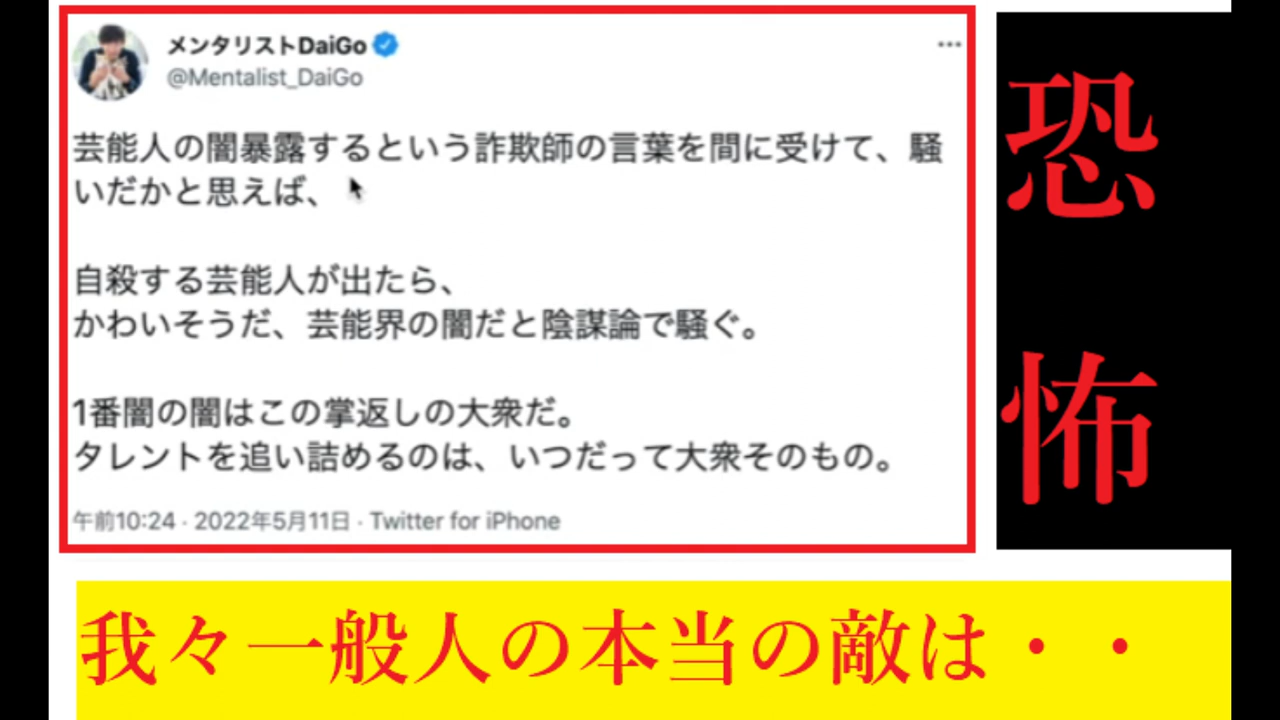 メンタリストDaiGo
@Mentalist_DaiGo
芸能人の闇暴露するという詐欺師の言葉を間に受けて、騒
いだかと思えば、
自殺する芸能人が出たら、
かわいそうだ、芸能界の闇だと陰謀論で騒ぐ。
1番闇の闇はこの掌返しの大衆だ。
タレントを追い詰めるのは、いつだって大衆そのもの。
午前10:24 · 2022年5月11日 · Twitter for iPhone
恐怖
我々一般人の本当の敵は・・